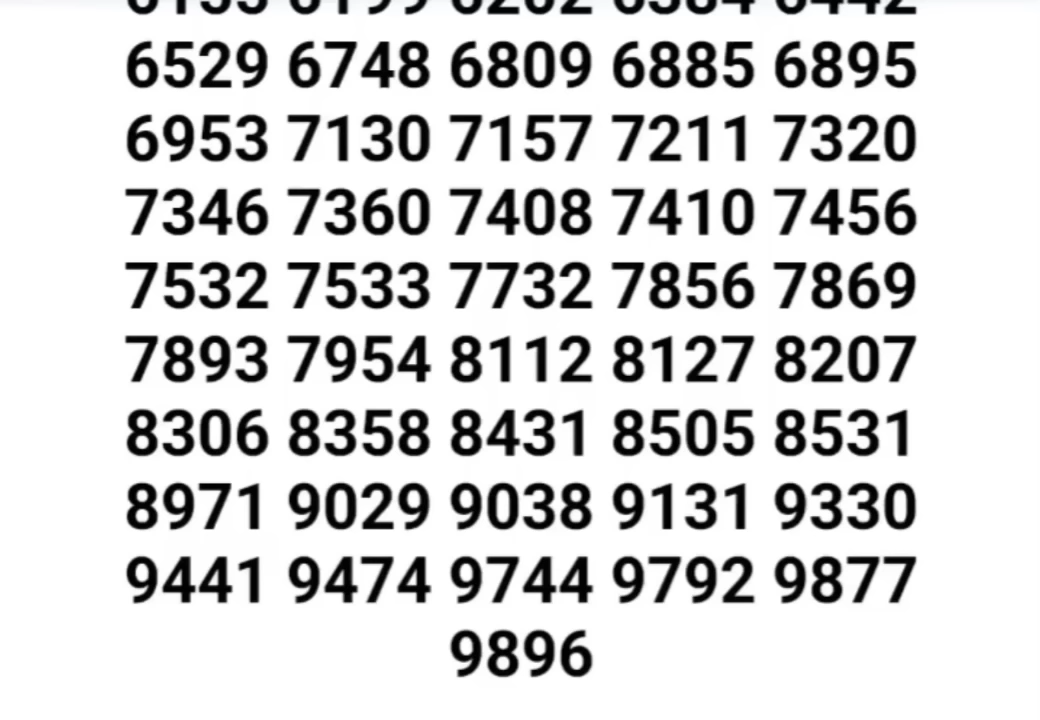 6529 6748 6809 6885 6895
6953 7130 7157 7211 7320
7346 7360 7408 7410 7456
7532 7533 7732 7856 7869
7893 7954 8112 8127 8207
8306 8358 8431 8505 8531
8971 9029 9038 9131 9330
9441 9474 9744 9792 9877
9896